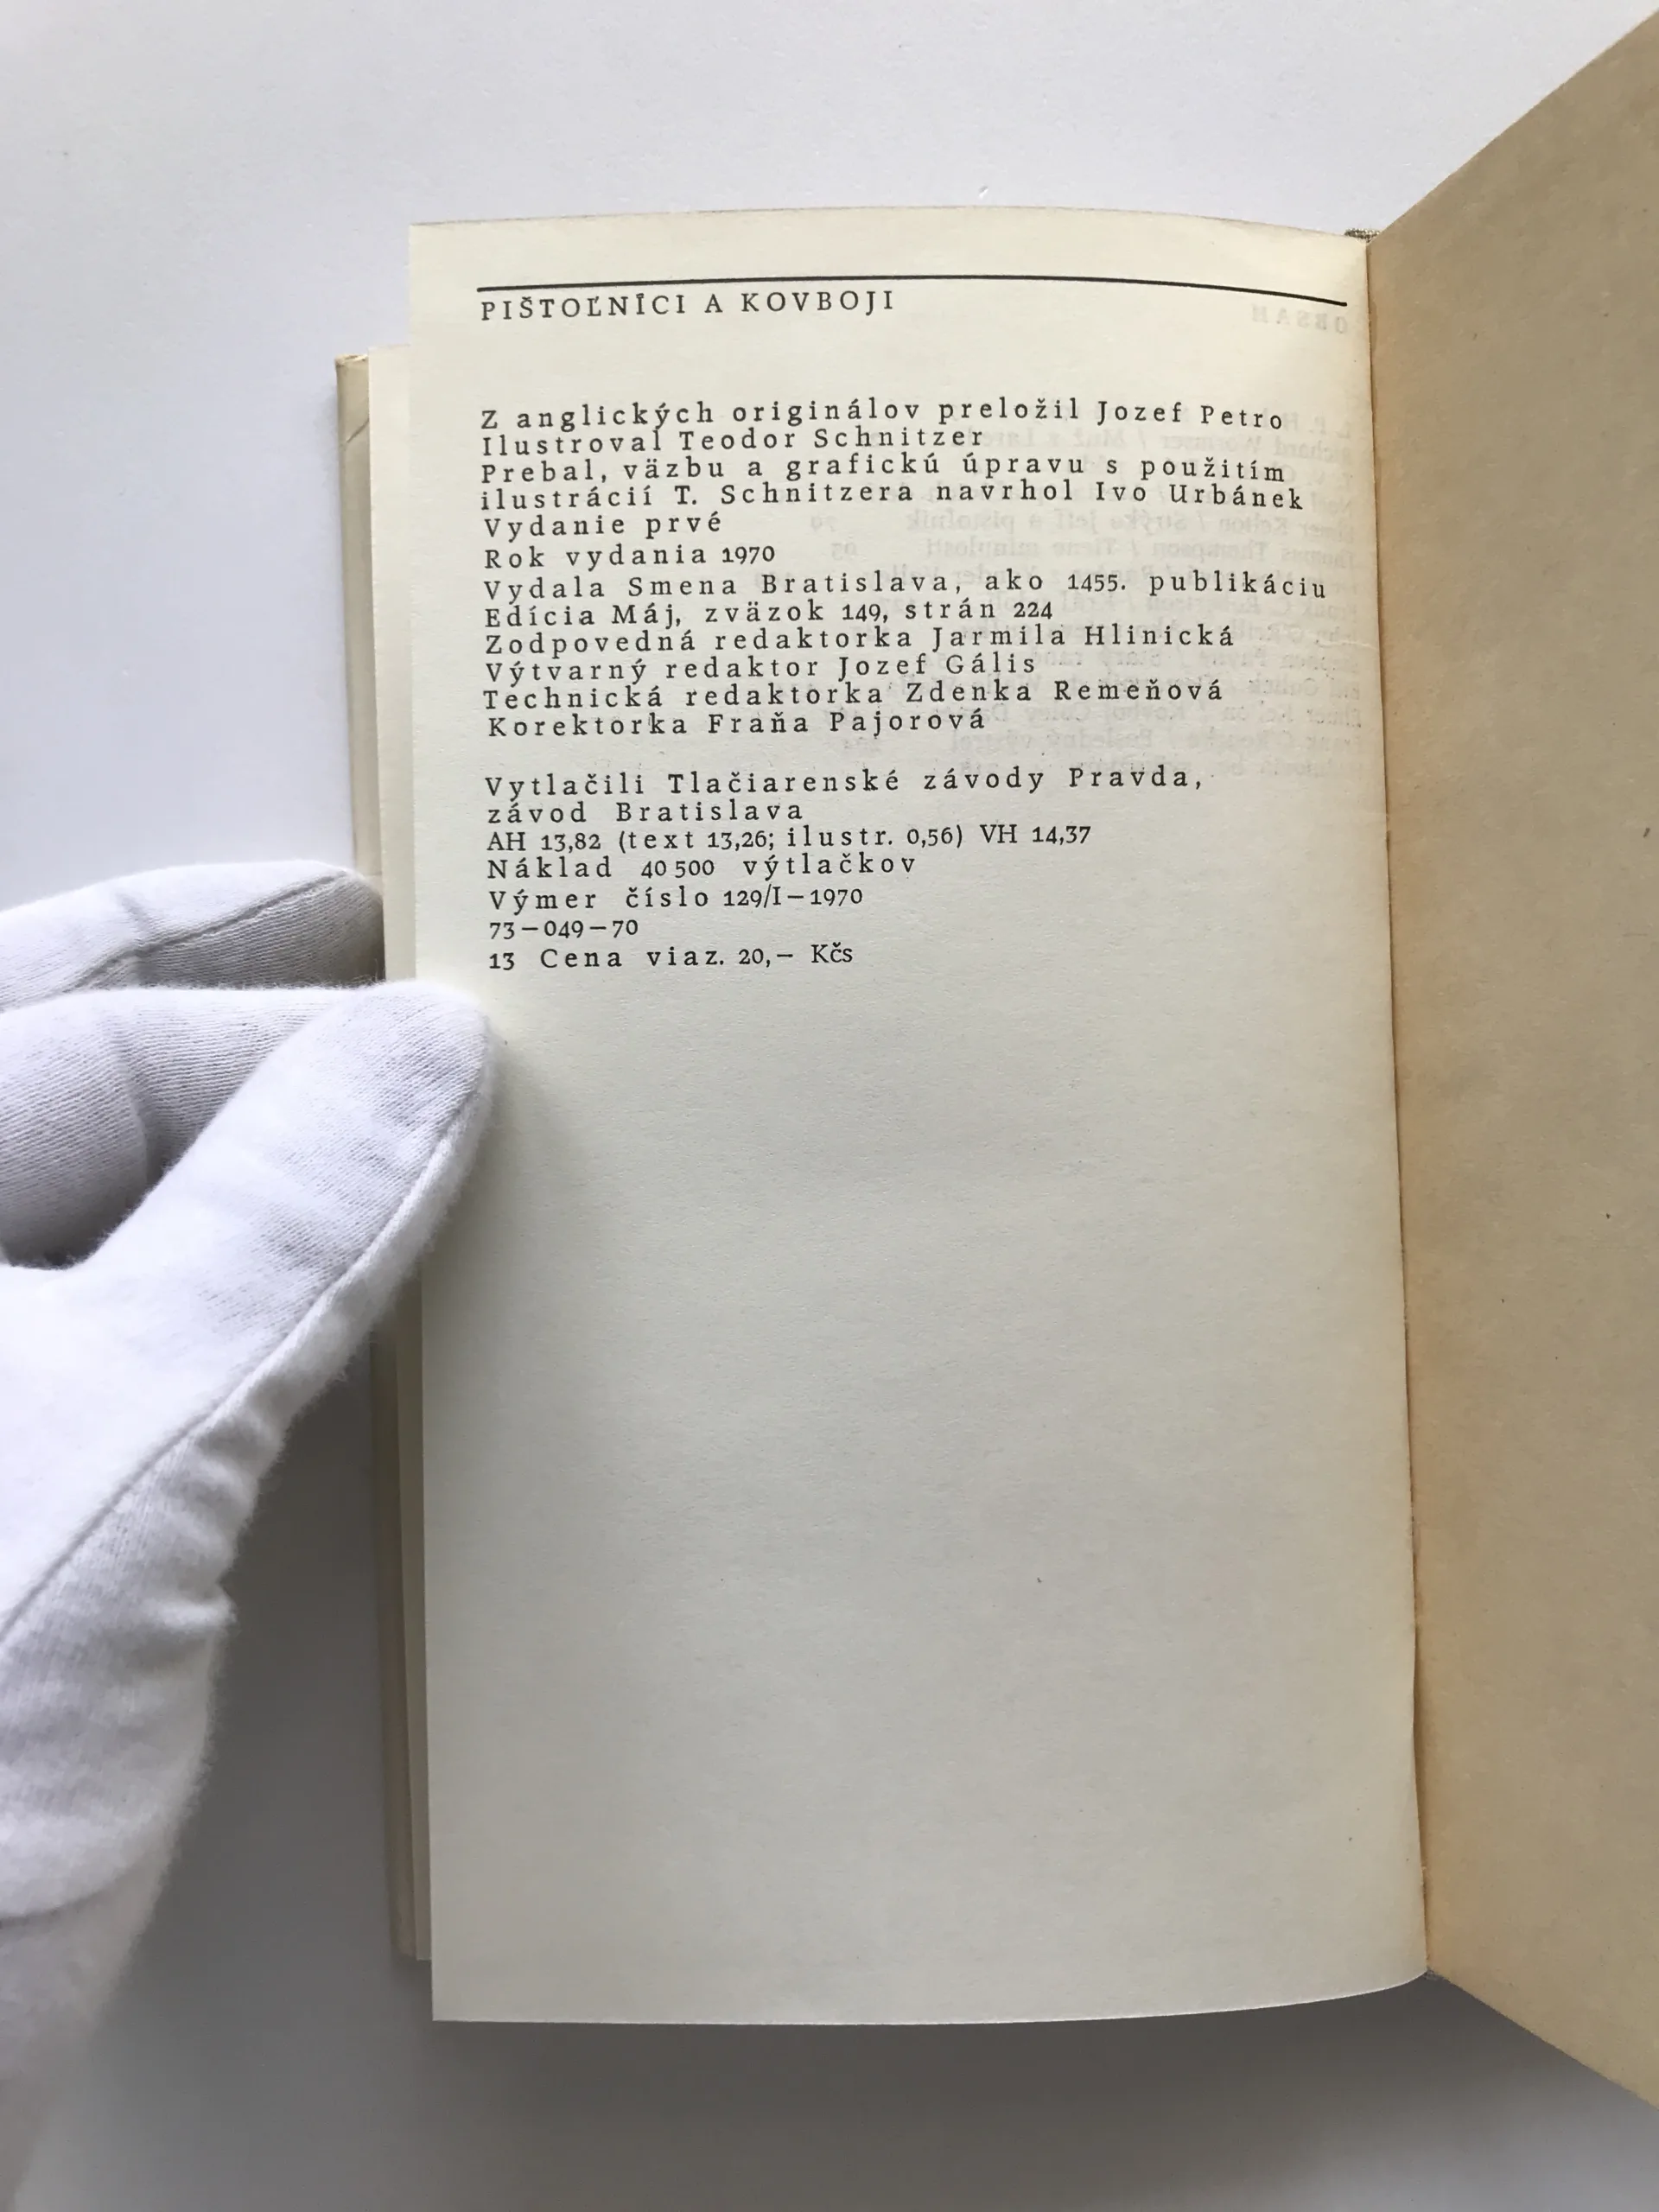 PIŠTOĽNÍCI A KOVBOJI
Z anglických originálov preložil Jozef Petro
Ilustroval Teodor Schnitzer
Prebal, väzbu a grafickú úpravu s použitím
ilustrácií T. Schnitzera navrhol Ivo Urbánek
Vydanie prvé
Rok vydania 1970
Vydala Smena Bratislava, ako 1455. publikáciu
Edícia Máj, zväzok 149, strán 224
Zodpovedná redaktorka Jarmila Hlinická
Výtvarný redaktor Jozef Gális
Technická redaktorka Zdenka Remeňová
Korektorka Fraňa Pajorová
Vytlačili Tlačiarenské závody Pravda,
závod Bratislava
AH 13,82 (text 13,26; ilustr. 0,56) VH 14,37
Náklad 40 500 výtlačkov
Výmer číslo 129/I—1970
73—049—70
13 Cena viaz. 20,— Kčs